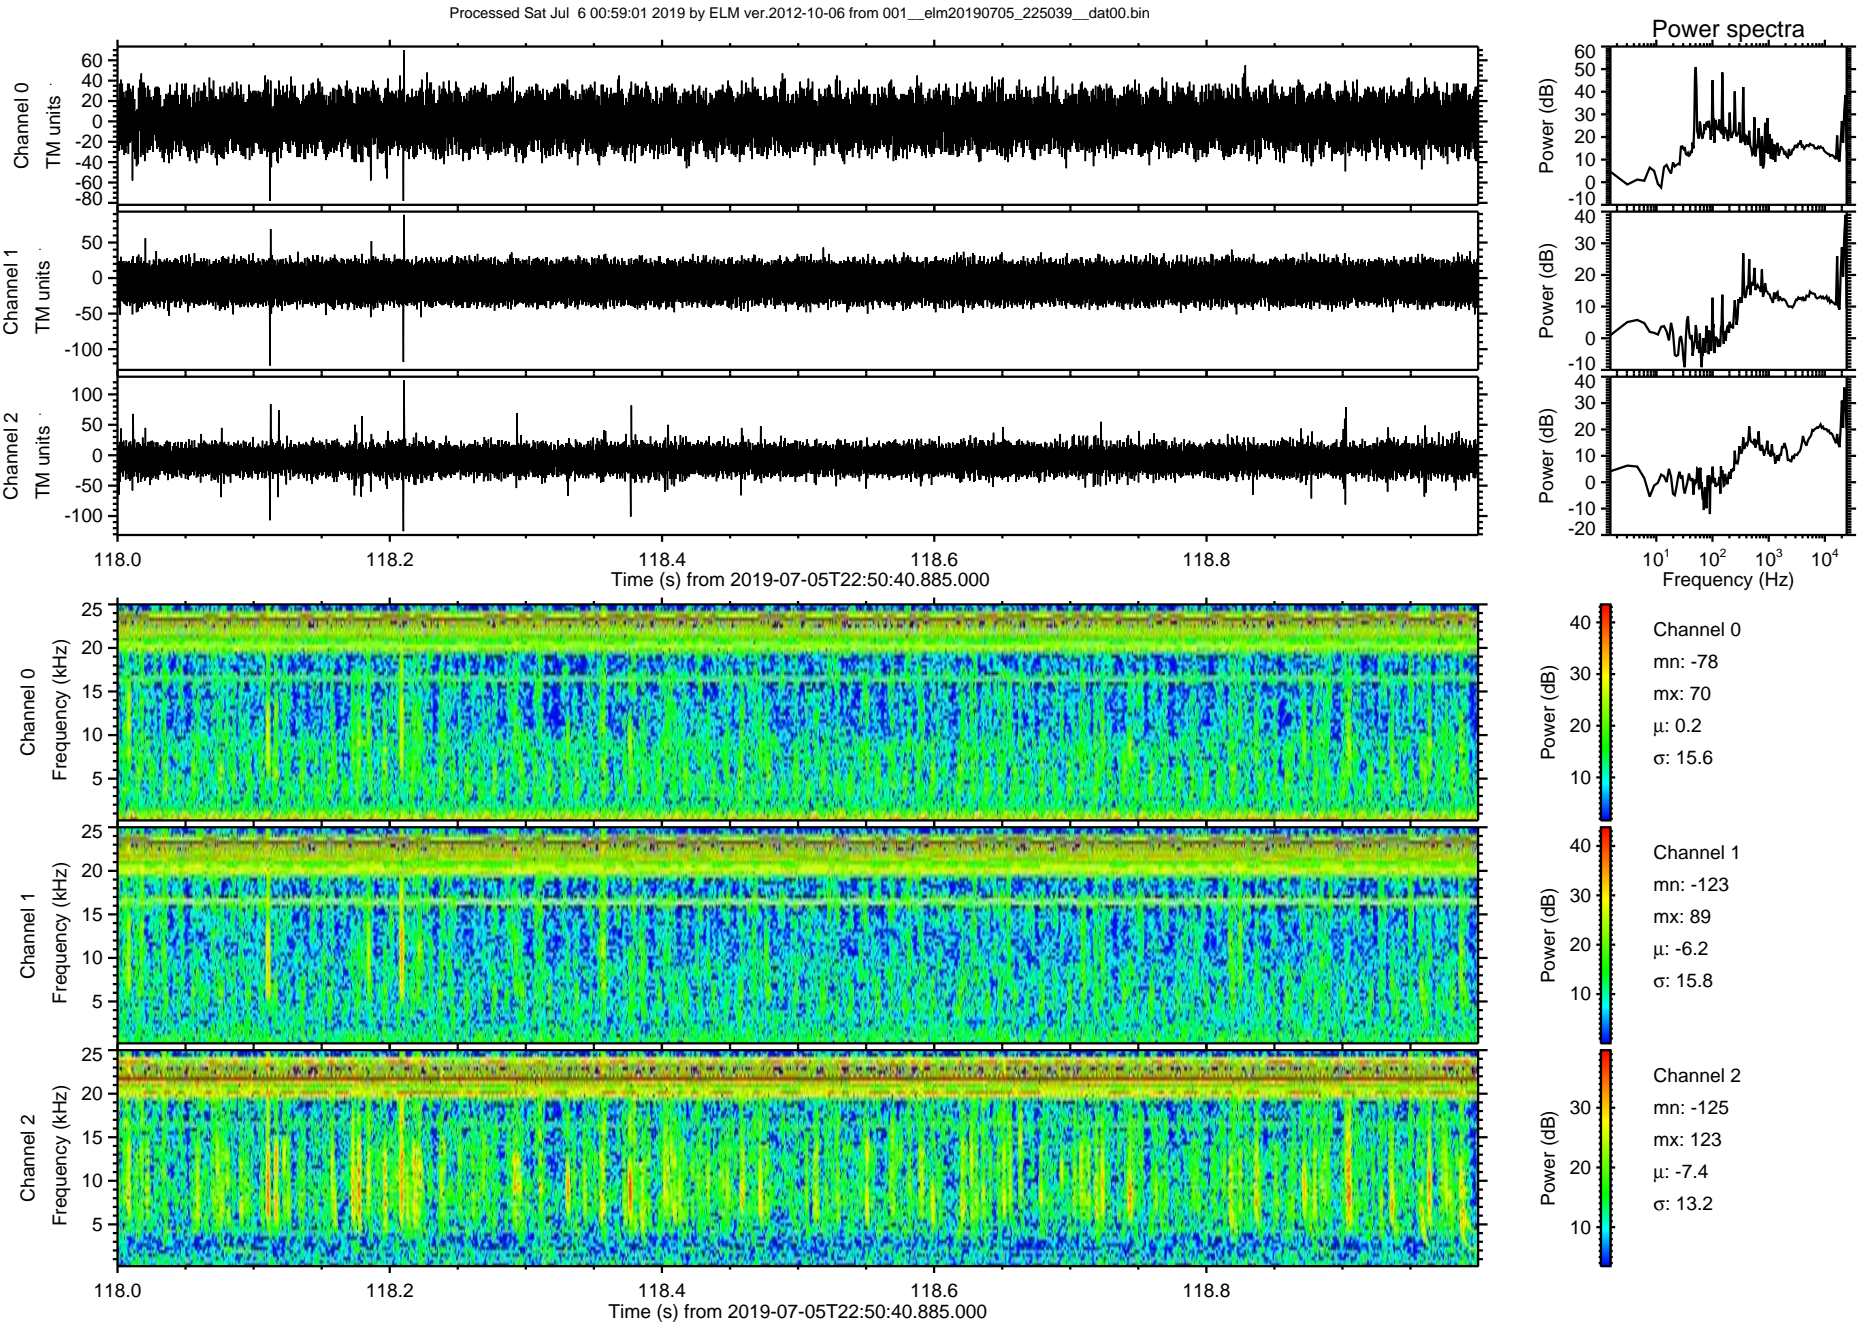 Processed Sat Jul  6 00:59:01 2019 by ELM ver.2012-10-06 from 001__elm20190705_225039__dat00.bin
Power spectra
Channel 0
TM units
60
40
20
0
-20
-40
-60
-80
Power (dB)
60
50
40
30
20
10
0
-10
Channel 1
TM units
50
0
-50
-100
Power (dB)
40
30
20
10
0
-10
Channel 2
TM units
100
50
0
-50
-100
Power (dB)
40
30
20
10
0
-10
-20
118.0 118.2 118.4 118.6 118.8
Time (s) from 2019-07-05T22:50:40.885.000
10^1 10^2 10^3 10^4
Frequency (Hz)
Channel 0
Frequency (kHz)
25
20
15
10
5
Power (dB)
40
30
20
10
Channel 0
mn: -78
mx: 70
μ: 0.2
σ: 15.6
Channel 1
Frequency (kHz)
25
20
15
10
5
Power (dB)
40
30
20
10
Channel 1
mn: -123
mx: 89
μ: -6.2
σ: 15.8
Channel 2
Frequency (kHz)
25
20
15
10
5
Power (dB)
30
20
10
Channel 2
mn: -125
mx: 123
μ: -7.4
σ: 13.2
118.0 118.2 118.4 118.6 118.8
Time (s) from 2019-07-05T22:50:40.885.000